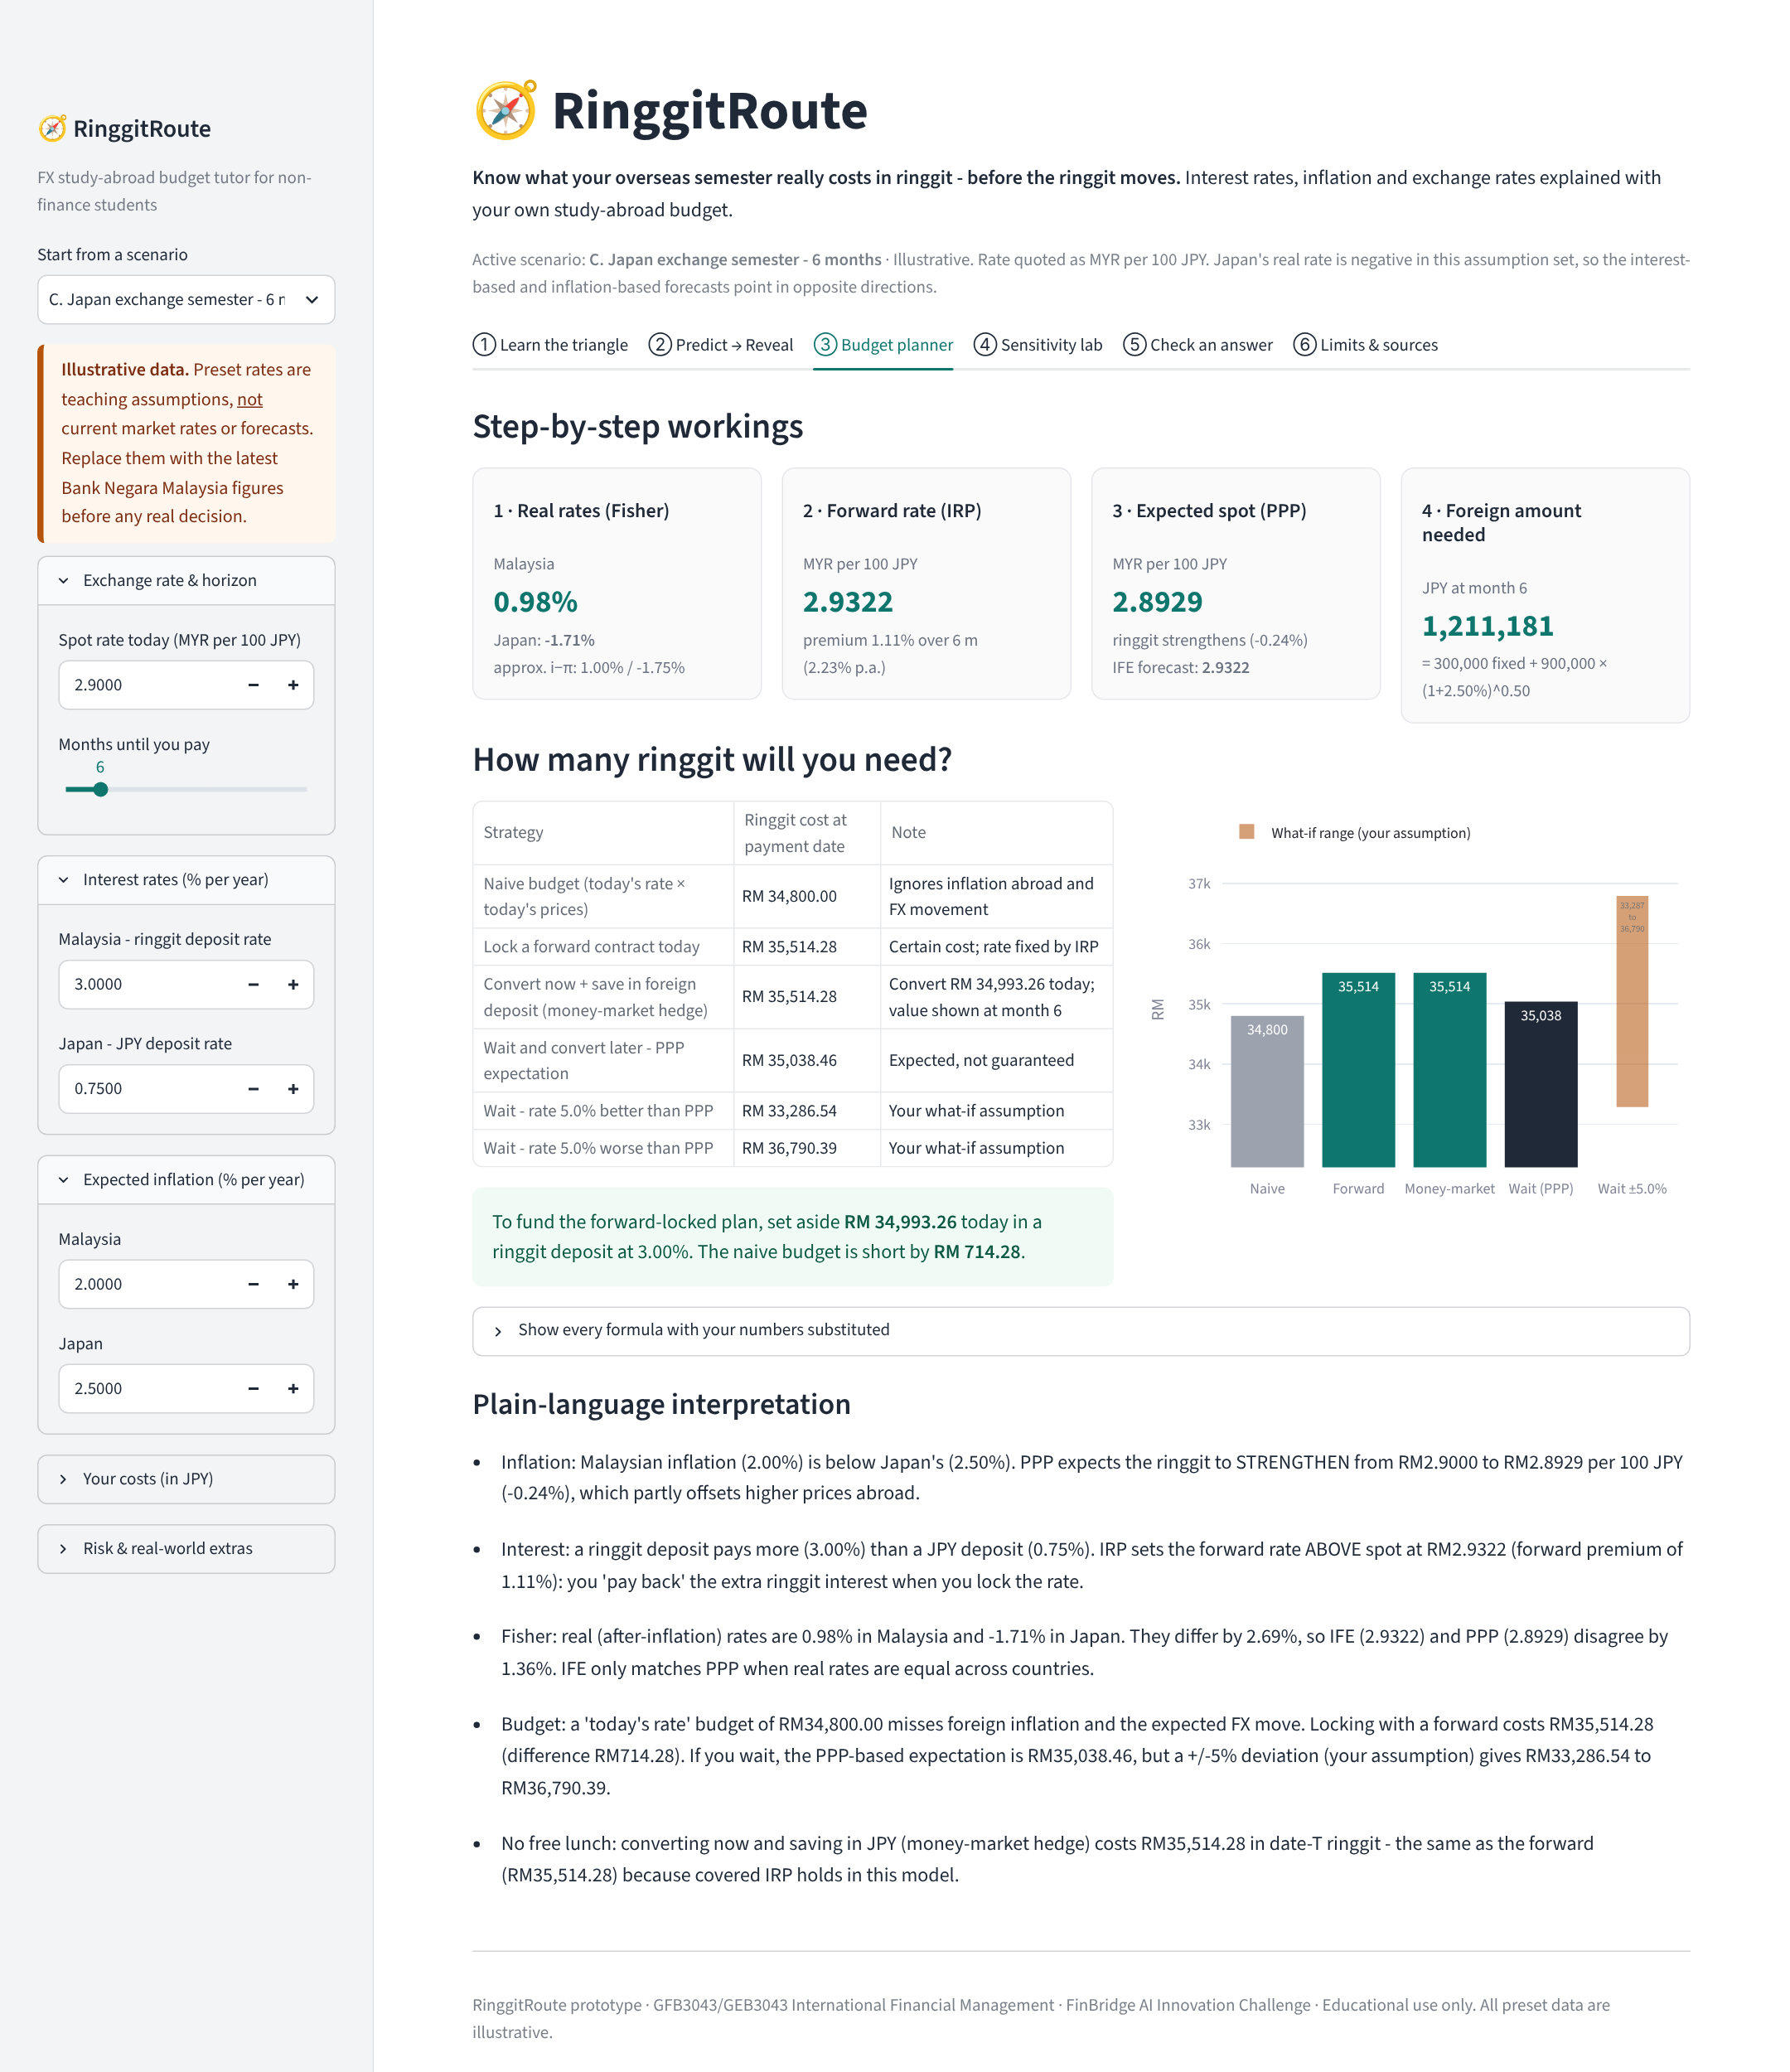 RinggitRoute
FX study-abroad budget tutor for non-
finance students
Start from a scenario
C. Japan exchange semester - 6 r
Illustrative data. Preset rates are
teaching assumptions, not
current market rates or forecasts.
Replace them with the latest
Bank Negara Malaysia figures
before any real decision.
Exchange rate & horizon
Spot rate today (MYR per 100 JPY)
2.9000 − +
Months until you pay
6
Interest rates (% per year)
Malaysia - ringgit deposit rate
3.0000 − +
Japan - JPY deposit rate
0.7500 − +
Expected inflation (% per year)
Malaysia
2.0000 − +
Japan
2.5000 − +
Your costs (in JPY)
Risk & real-world extras
RinggitRoute
Know what your overseas semester really costs in ringgit - before the ringgit moves. Interest rates, inflation and exchange rates explained with
your own study-abroad budget.
Active scenario: C. Japan exchange semester - 6 months · Illustrative. Rate quoted as MYR per 100 JPY. Japan's real rate is negative in this assumption set, so the interest-
based and inflation-based forecasts point in opposite directions.
① Learn the triangle ② Predict → Reveal ③ Budget planner ④ Sensitivity lab ⑤ Check an answer ⑥ Limits & sources
Step-by-step workings
1 · Real rates (Fisher)
Malaysia
0.98%
Japan: -1.71%
approx. i−π: 1.00% / -1.75%
2 · Forward rate (IRP)
MYR per 100 JPY
2.9322
premium 1.11% over 6 m
(2.23% p.a.)
3 · Expected spot (PPP)
MYR per 100 JPY
2.8929
ringgit strengthens (-0.24%)
IFE forecast: 2.9322
4 · Foreign amount
needed
JPY at month 6
1,211,181
= 300,000 fixed + 900,000 ×
(1+2.50%)^0.50
How many ringgit will you need?
Strategy
Ringgit cost at
payment date
Note
Naive budget (today's rate ×
today's prices)
RM 34,800.00
Ignores inflation abroad and
FX movement
Lock a forward contract today
RM 35,514.28
Certain cost; rate fixed by IRP
Convert now + save in foreign
deposit (money-market hedge)
RM 35,514.28
Convert RM 34,993.26 today;
value shown at month 6
Wait and convert later - PPP
expectation
RM 35,038.46
Expected, not guaranteed
Wait - rate 5.0% better than PPP
RM 33,286.54
Your what-if assumption
Wait - rate 5.0% worse than PPP
RM 36,790.39
Your what-if assumption
What-if range (your assumption)
37k
36k
35k
34k
33k
RM
34,800
35,514
35,514
35,038
33,287
to
36,790
Naive Forward Money-market Wait (PPP) Wait ±5.0%
To fund the forward-locked plan, set aside RM 34,993.26 today in a
ringgit deposit at 3.00%. The naive budget is short by RM 714.28.
Show every formula with your numbers substituted
Plain-language interpretation
• Inflation: Malaysian inflation (2.00%) is below Japan's (2.50%). PPP expects the ringgit to STRENGTHEN from RM2.9000 to RM2.8929 per 100 JPY
(-0.24%), which partly offsets higher prices abroad.
• Interest: a ringgit deposit pays more (3.00%) than a JPY deposit (0.75%). IRP sets the forward rate ABOVE spot at RM2.9322 (forward premium of
1.11%): you 'pay back' the extra ringgit interest when you lock the rate.
• Fisher: real (after-inflation) rates are 0.98% in Malaysia and -1.71% in Japan. They differ by 2.69%, so IFE (2.9322) and PPP (2.8929) disagree by
1.36%. IFE only matches PPP when real rates are equal across countries.
• Budget: a 'today's rate' budget of RM34,800.00 misses foreign inflation and the expected FX move. Locking with a forward costs RM35,514.28
(difference RM714.28). If you wait, the PPP-based expectation is RM35,038.46, but a +/-5% deviation (your assumption) gives RM33,286.54 to
RM36,790.39.
• No free lunch: converting now and saving in JPY (money-market hedge) costs RM35,514.28 in date-T ringgit - the same as the forward
(RM35,514.28) because covered IRP holds in this model.
RinggitRoute prototype · GFB3043/GEB3043 International Financial Management · FinBridge AI Innovation Challenge · Educational use only. All preset data are
illustrative.